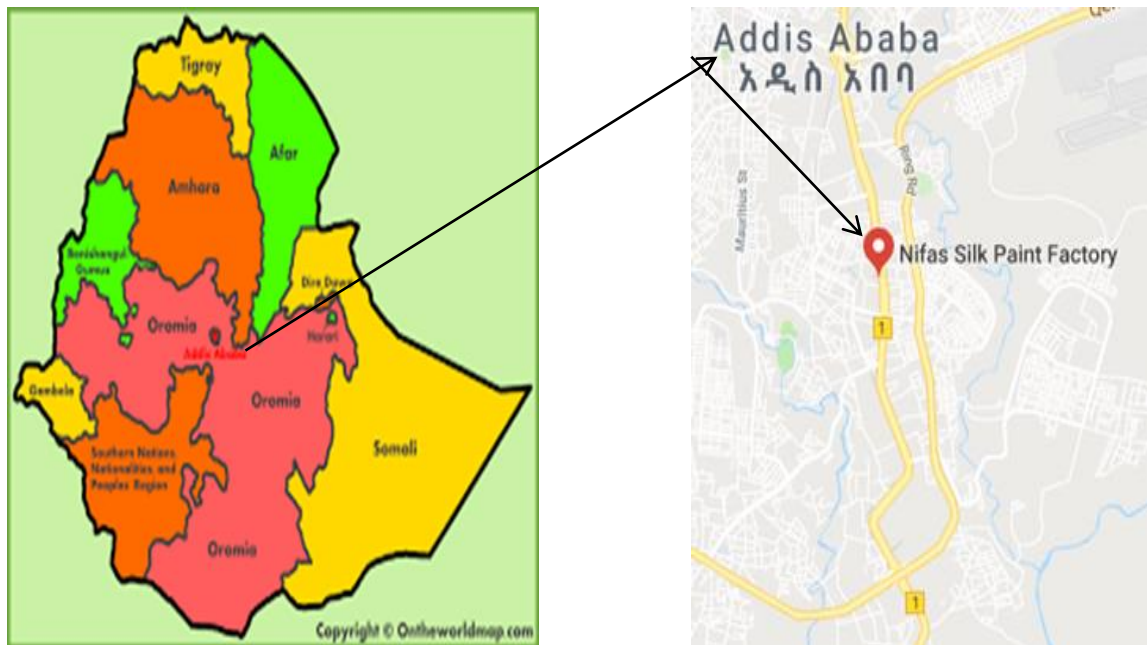 Tigray
Afar
Amhara
Benishangul
Gumuz
Dire Dawa
Oromia
Harari
Addis Ababa
Gambela
Oromia
Somali
Southern Nations
Nationalities and
Peoples Region
Oromia
Copyright © Ontheworldmap.com
Addis Ababa
አዲስ አበባ
Ring Rd
Mauritius St
Nifas Silk Paint Factory
1
1